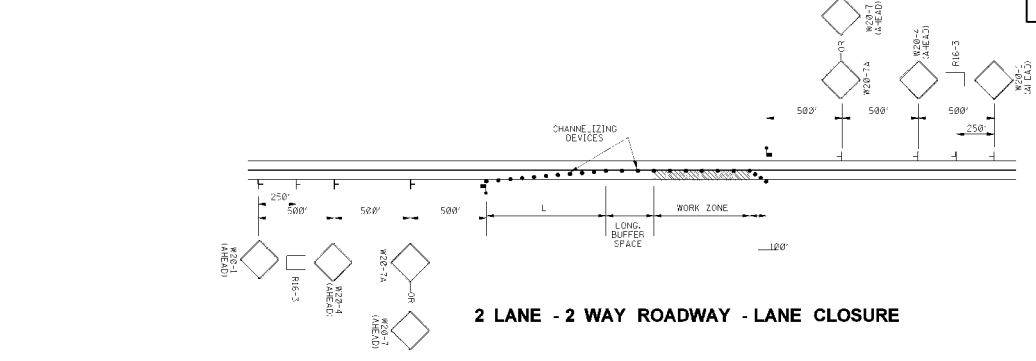 W20-7
(AHEAD)
OR
W20-7A
W20-4
(AHEAD)
R16-3
W20-1
(AHEAD)
500'
500'
500'
250'
CHANNELIZING
DEVICES
250'
500'
500'
500'
L
LONG.
BUFFER
SPACE
WORK ZONE
100'
W20-1
(AHEAD)
R16-3
W20-4
(AHEAD)
W20-7A
OR
W20-7
(AHEAD)
2 LANE - 2 WAY ROADWAY - LANE CLOSURE